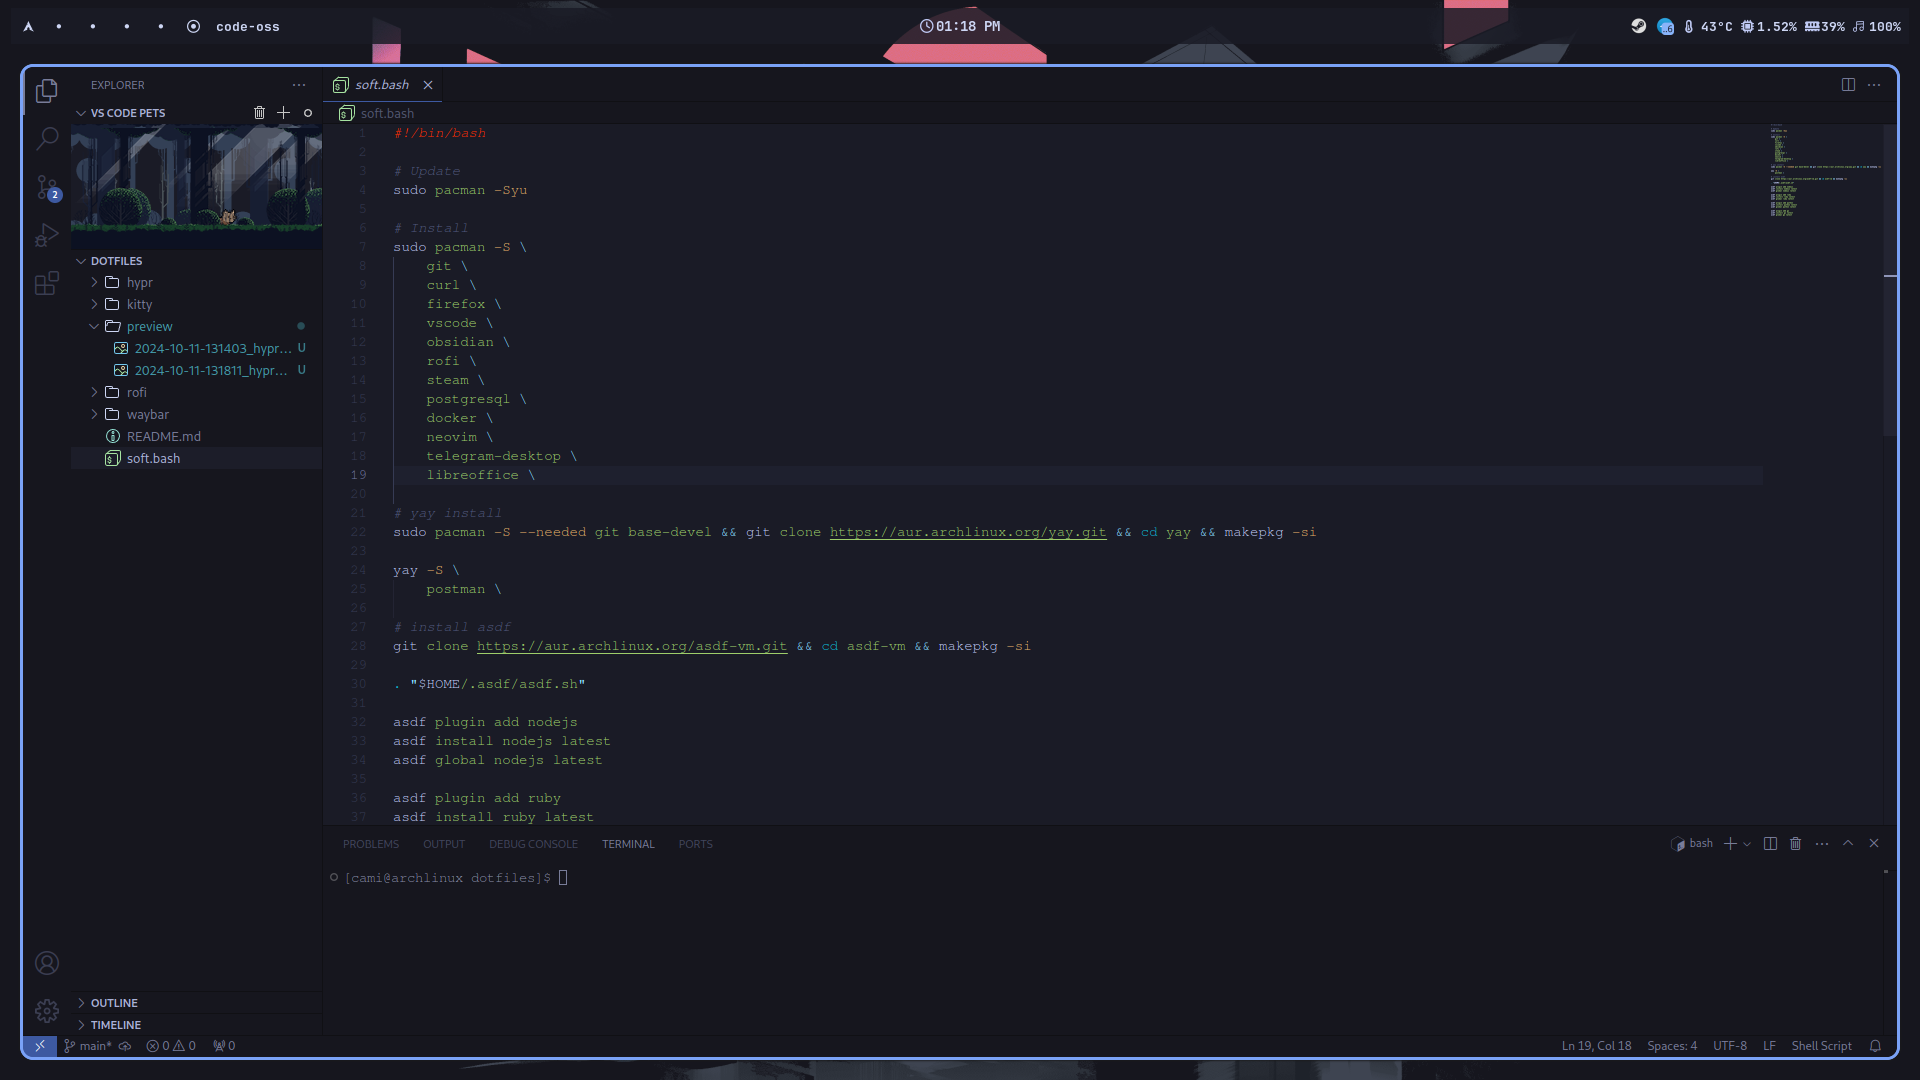 code-oss
01:18 PM
43°C 1.52% 39% 100%
EXPLORER
VS CODE PETS
2
DOTFILES
hypr
kitty
preview
2024-10-11-131403_hypr... U
2024-10-11-131811_hypr... U
rofi
waybar
README.md
soft.bash
OUTLINE
TIMELINE
soft.bash
soft.bash
1 #!/bin/bash
2
3 # Update
4 sudo pacman -Syu
5
6 # Install
7 sudo pacman -S \
8 git \
9 curl \
10 firefox \
11 vscode \
12 obsidian \
13 rofi \
14 steam \
15 postgresql \
16 docker \
17 neovim \
18 telegram-desktop \
19 libreoffice \
20
21 # yay install
22 sudo pacman -S --needed git base-devel && git clone https://aur.archlinux.org/yay.git && cd yay && makepkg -si
23
24 yay -S \
25 postman \
26
27 # install asdf
28 git clone https://aur.archlinux.org/asdf-vm.git && cd asdf-vm && makepkg -si
29
30 . "$HOME/.asdf/asdf.sh"
31
32 asdf plugin add nodejs
33 asdf install nodejs latest
34 asdf global nodejs latest
35
36 asdf plugin add ruby
37 asdf install ruby latest
PROBLEMS OUTPUT DEBUG CONSOLE TERMINAL PORTS
bash
[cami@archlinux dotfiles]$
main* 0 0 0
Ln 19, Col 18 Spaces: 4 UTF-8 LF Shell Script